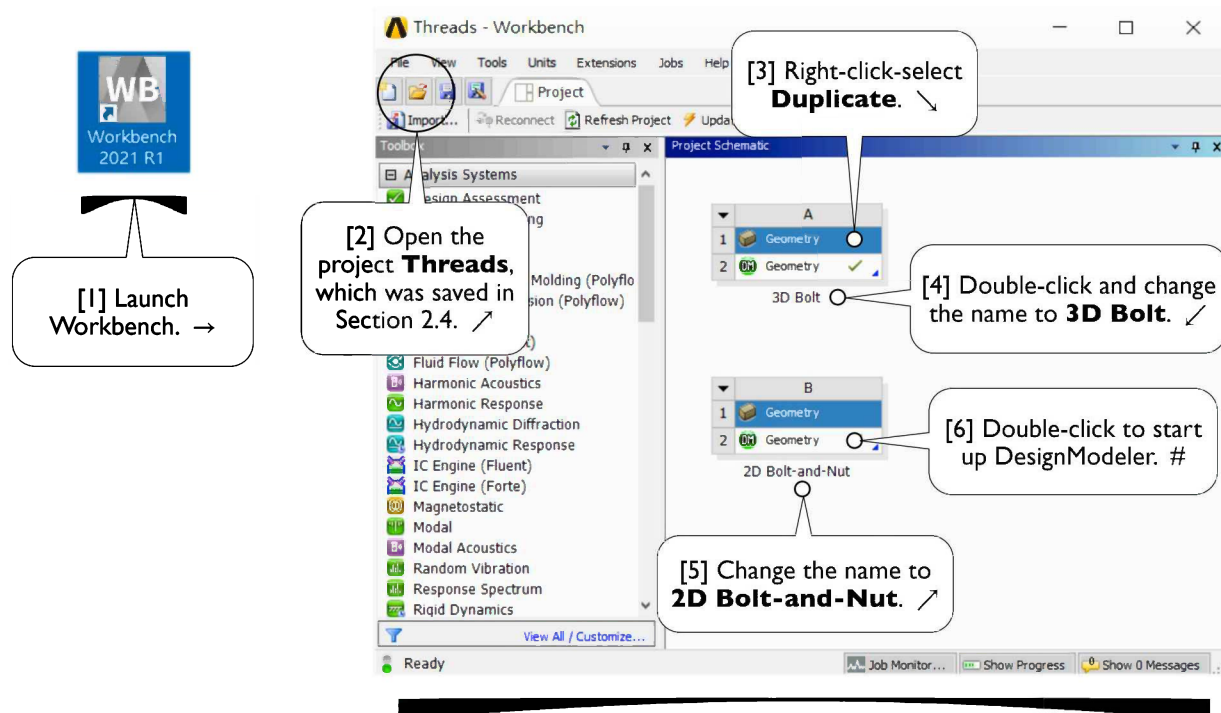 WB
Workbench
2021 R1
[1] Launch
Workbench. →
Threads - Workbench
File View Tools Units Extensions Jobs Help
Project
Import... Reconnect Refresh Project
Toolbox
Analysis Systems
Design Assessment
Molding (Polyflo
(Polyflow)
Fluid Flow (Polyflow)
Harmonic Acoustics
Harmonic Response
Hydrodynamic Diffraction
Hydrodynamic Response
IC Engine (Fluent)
IC Engine (Forte)
Magnetostatic
Modal
Modal Acoustics
Random Vibration
Response Spectrum
Rigid Dynamics
View All / Customize...
Ready
[2] Open the
project Threads,
which was saved in
Section 2.4. ↗
[3] Right-click-select
Duplicate. ↘
Project Schematic
A
1 Geometry
2 Geometry
3D Bolt
[4] Double-click and change
the name to 3D Bolt. ↙
B
1 Geometry
2 Geometry
2D Bolt-and-Nut
[5] Change the name to
2D Bolt-and-Nut. ↗
[6] Double-click to start
up DesignModeler. #
Job Monitor... Show Progress Show 0 Messages